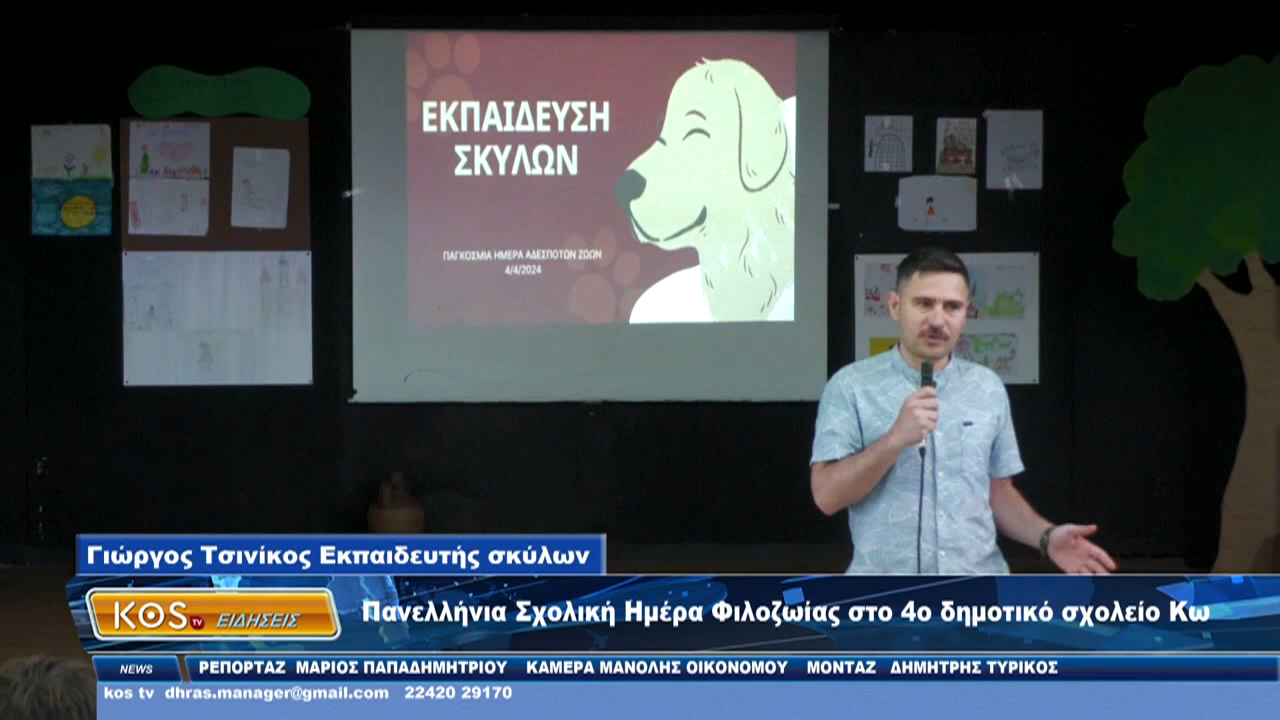 ΕΚΠΑΙΔΕΥΣΗ
ΣΚΥΛΩΝ
ΠΑΓΚΟΣΜΙΑ ΗΜΕΡΑ ΑΔΕΣΠΟΤΩΝ ΖΩΩΝ
4/4/2024
Γιώργος Τσινίκος Εκπαιδευτής σκύλων
KOS TV ΕΙΔΗΣΕΙΣ
Πανελλήνια Σχολική Ημέρα Φιλοζωίας στο 4ο δημοτικό σχολείο Κω
NEWS
ΡΕΠΟΡΤΑΖ ΜΑΡΙΟΣ ΠΑΠΑΔΗΜΗΤΡΙΟΥ ΚΑΜΕΡΑ ΜΑΝΟΛΗΣ ΟΙΚΟΝΟΜΟΥ ΜΟΝΤΑΖ ΔΗΜΗΤΡΗΣ ΤΥΡΙΚΟΣ
kos tv dhras.manager@gmail.com 22420 29170